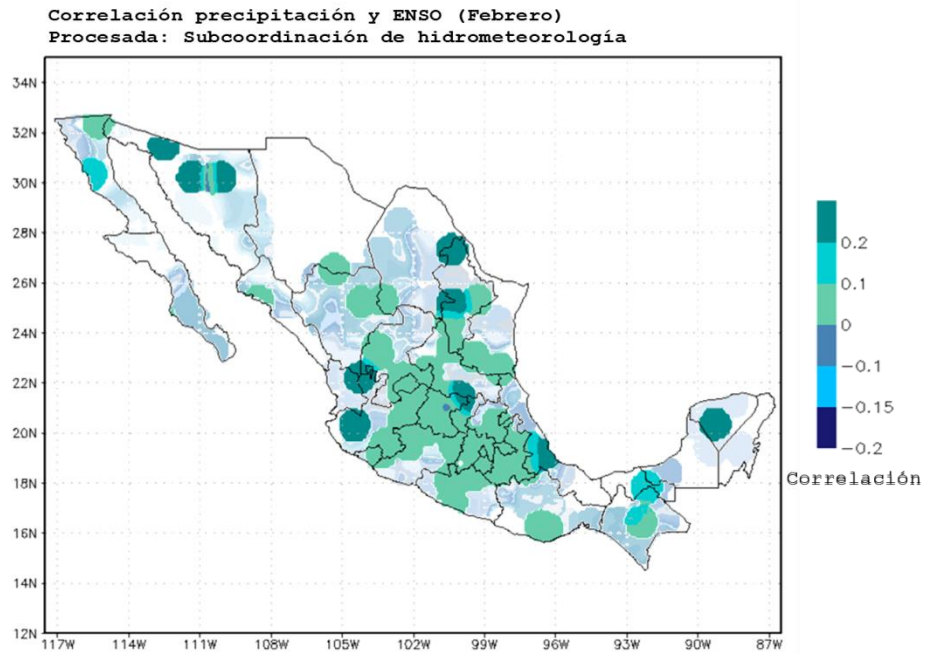 Correlación precipitación y ENSO (Febrero)
Procesada: Subcoordinación de hidrometeorología
34N
32N
30N
28N
26N
24N
22N
20N
18N
16N
14N
12N
117W 114W 111W 108W 105W 102W 99W 96W 93W 90W 87W
0.2
0.1
0
−0.1
−0.15
−0.2
Correlación